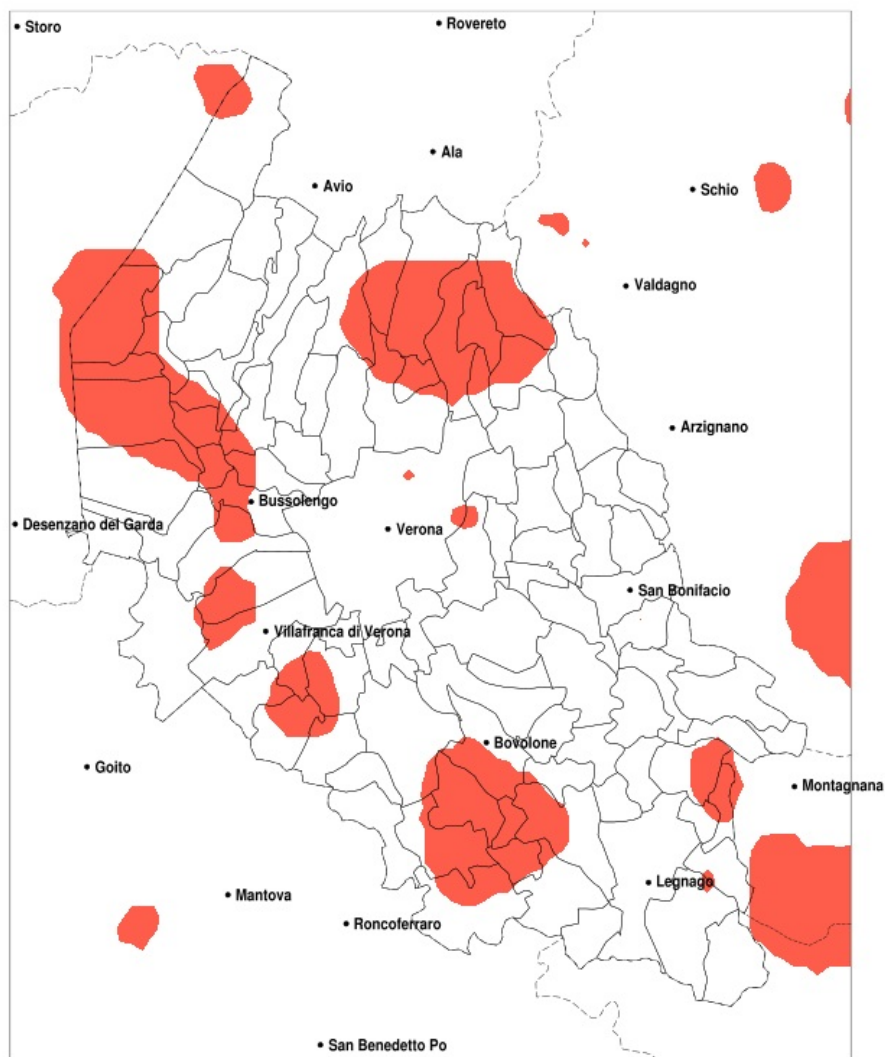 Rovereto
Storo
Ala
Avio
Schio
Valdagno
Arzignano
Bussolengo
Desenzano del Garda
Verona
San Bonifacio
Villafranca di Verona
Bovolone
Goito
Montagnana
Legnago
Mantova
Roncoferraro
San Benedetto Po